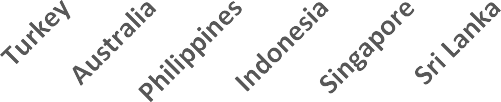 Turkey
Australia
Philippines
Indonesia
Singapore
Sri Lanka